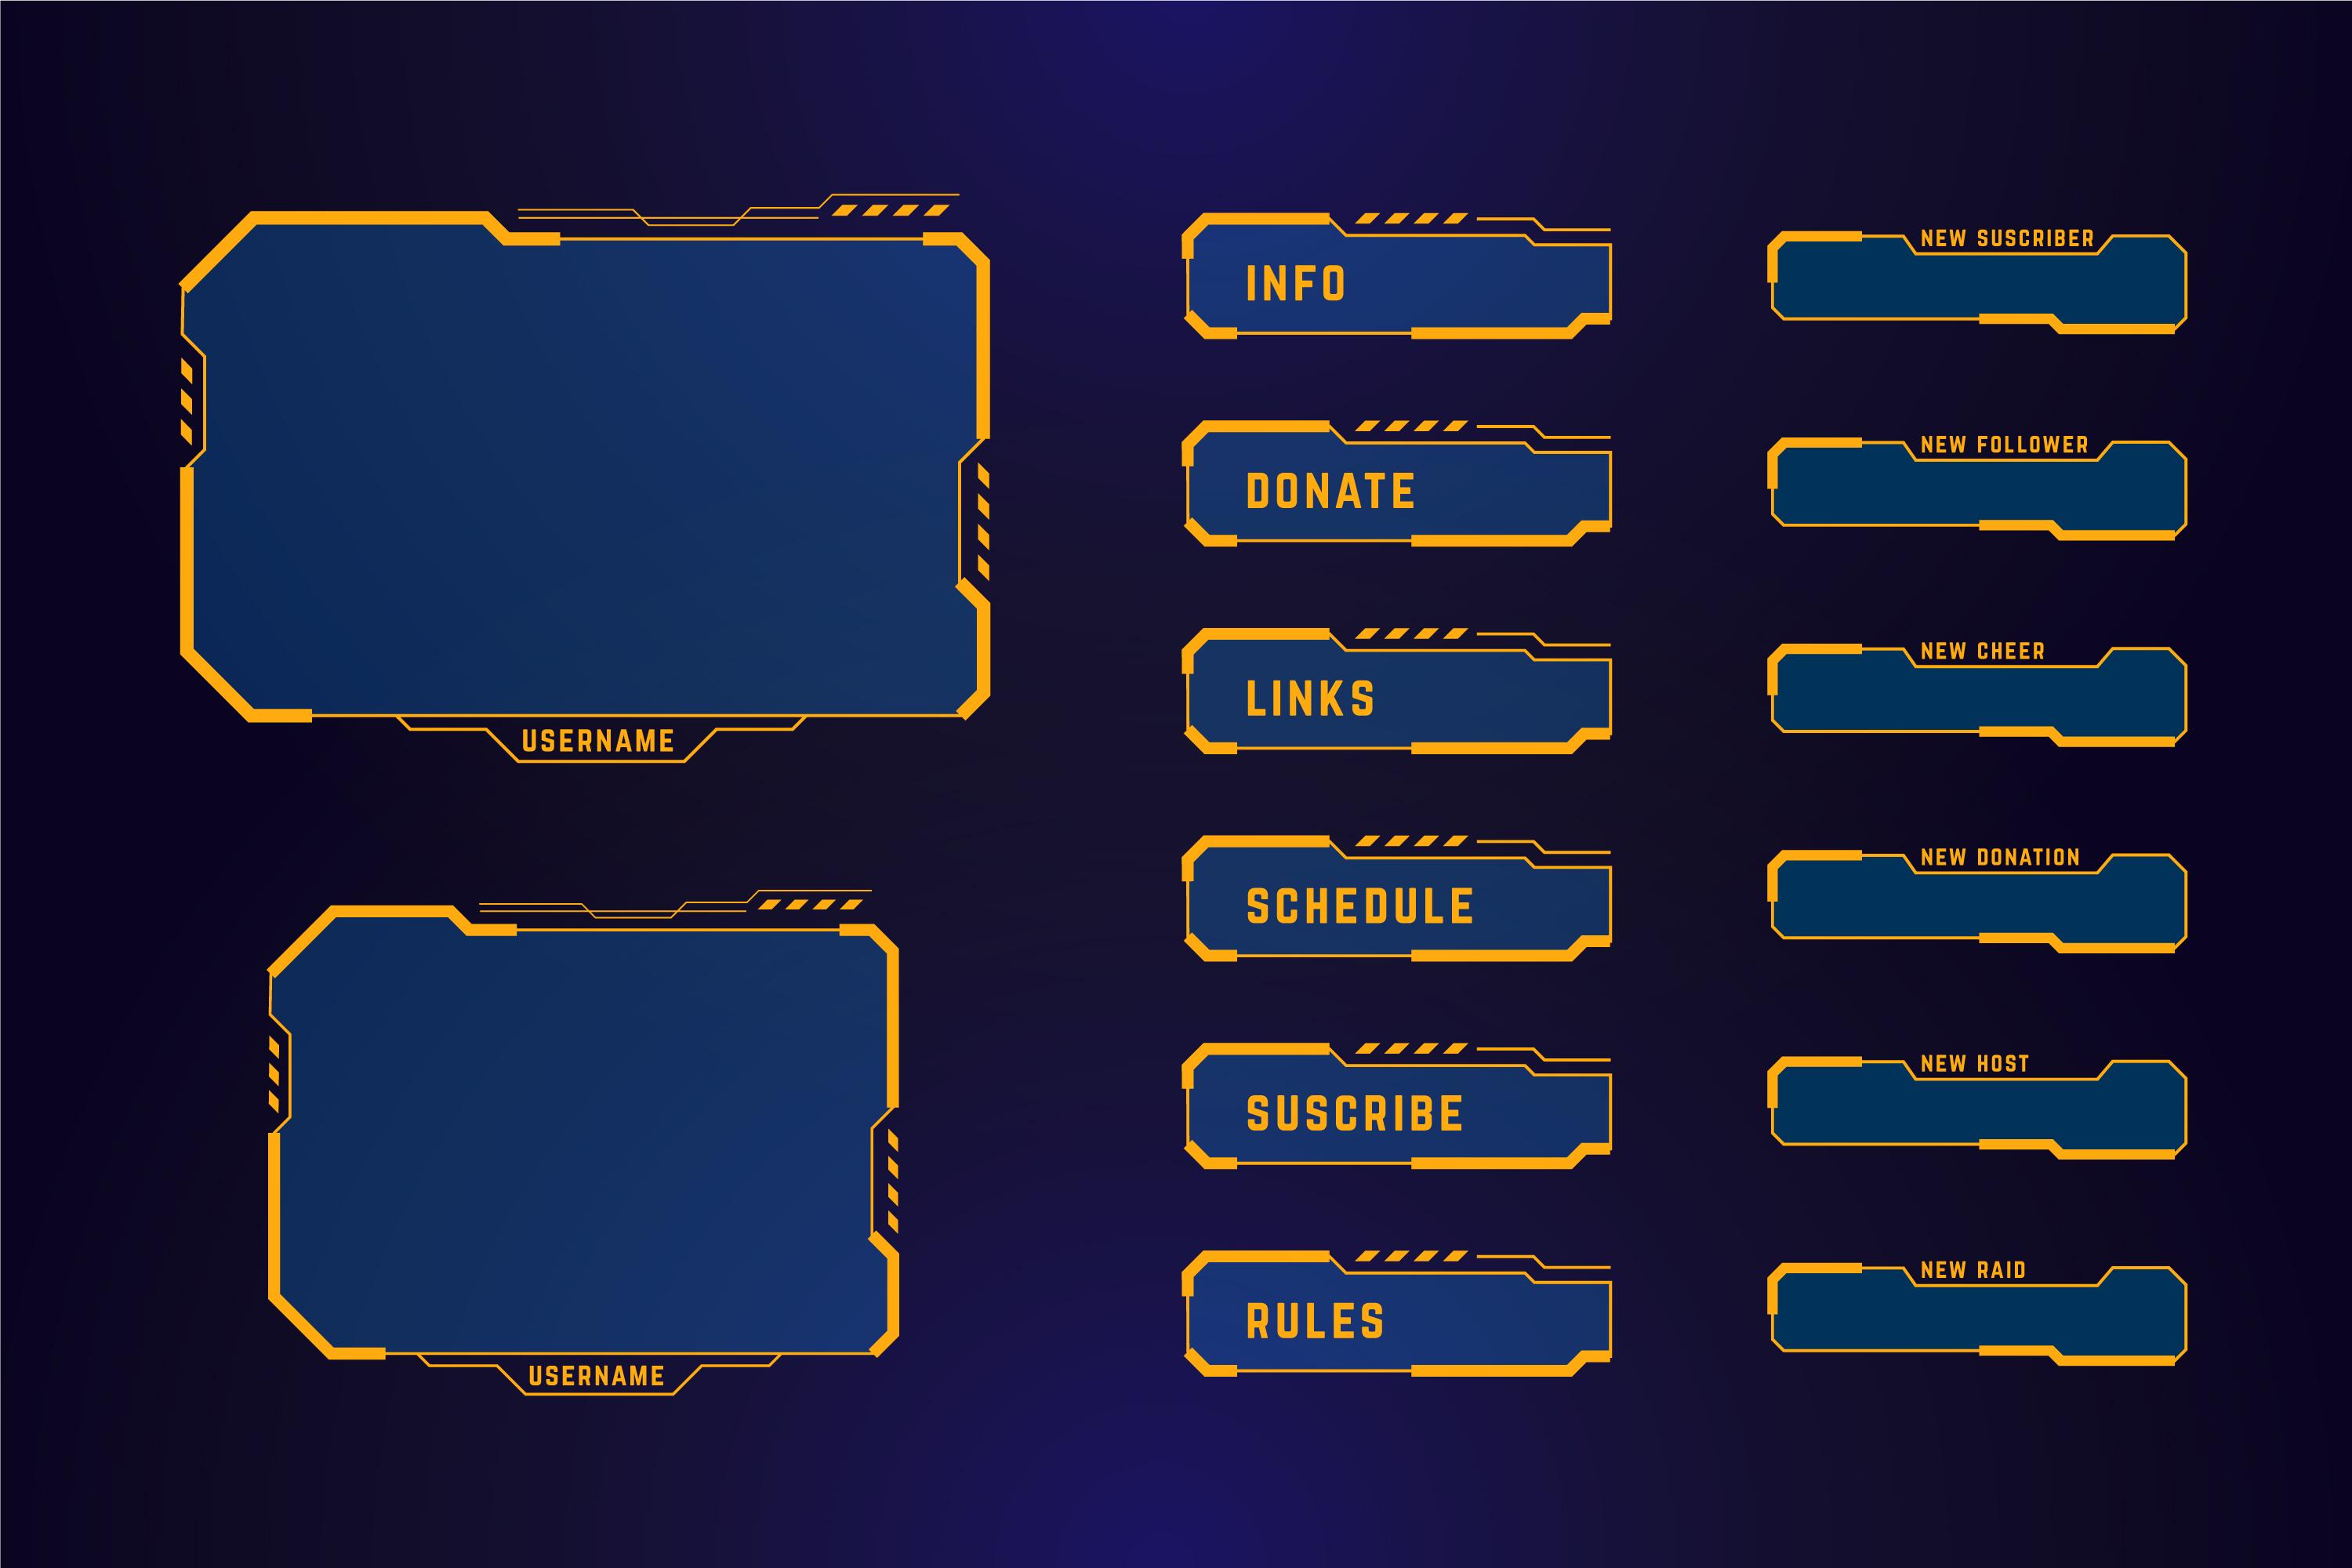 USERNAME
USERNAME
INFO
DONATE
LINKS
SCHEDULE
SUSCRIBE
RULES
NEW SUSCRIBER
NEW FOLLOWER
NEW CHEER
NEW DONATION
NEW HOST
NEW RAID